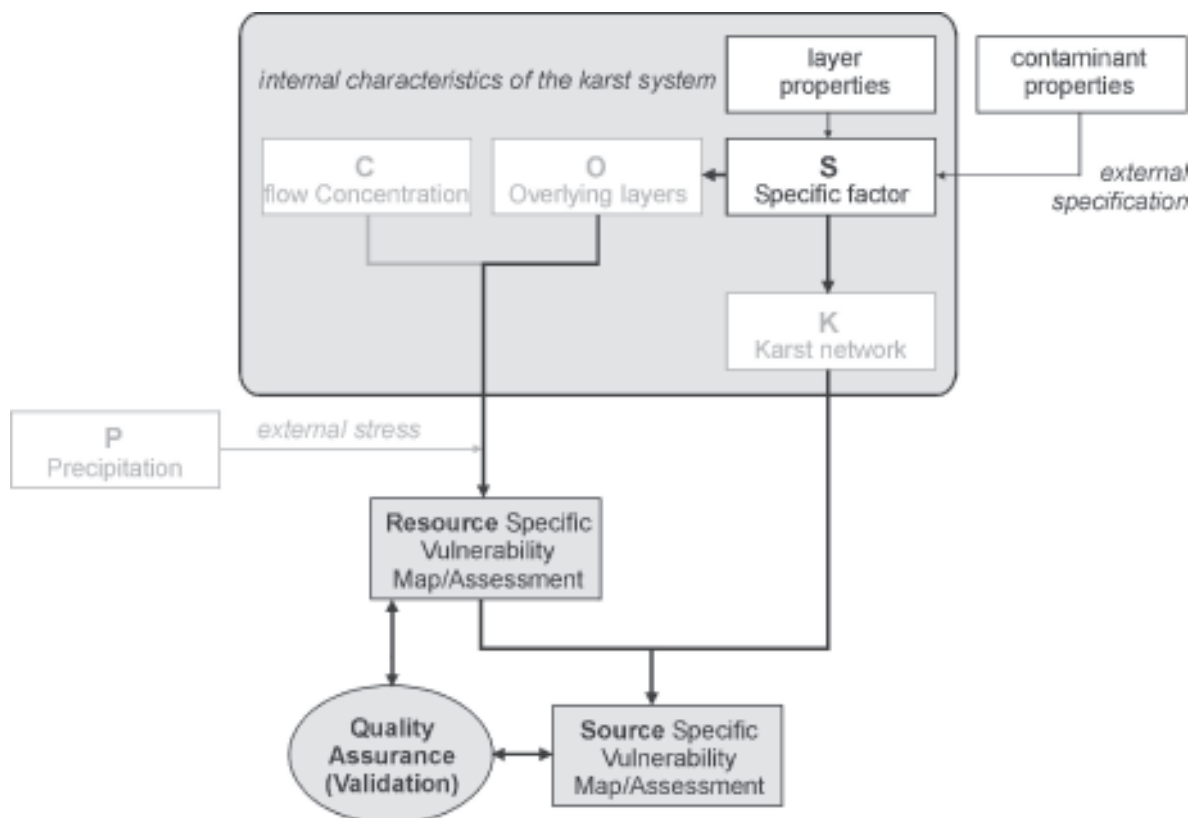 internal characteristics of the karst system
layer
properties
contaminant
properties
C
flow Concentration
O
Overlying layers
S
Specific factor
external
specification
K
Karst network
P
Precipitation
external stress
Resource Specific
Vulnerability
Map/Assessment
Quality
Assurance
(Validation)
Source Specific
Vulnerability
Map/Assessment